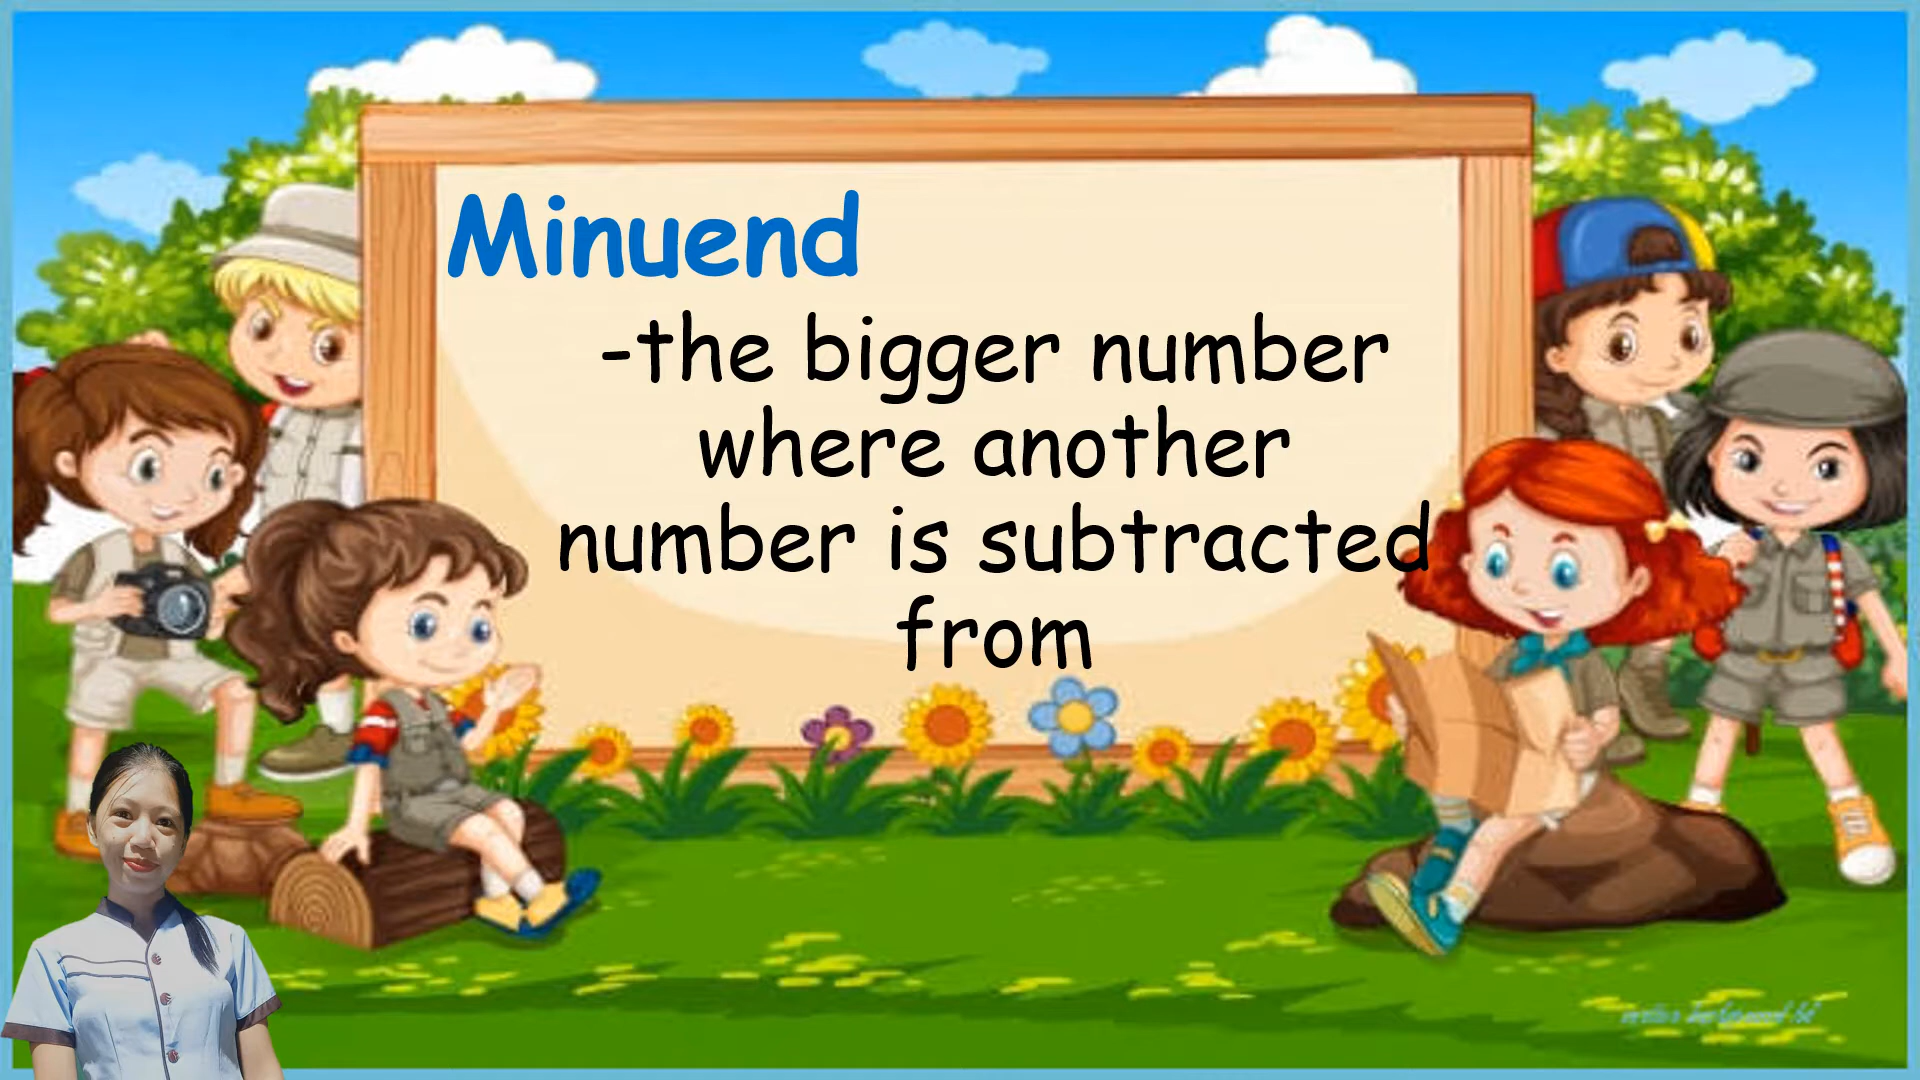 Minuend
-the bigger number
where another
number is subtracted
from